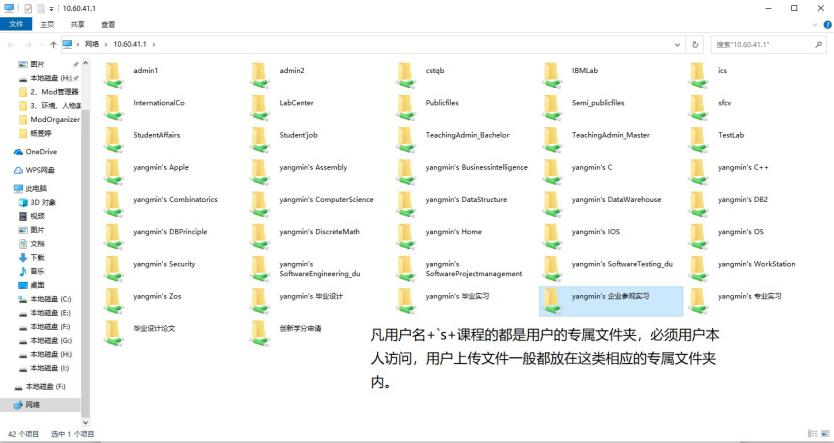 10.60.41.1
文件 主页 共享 查看
网络 10.60.41.1
搜索"10.60.41.1"
图片
本地磁盘 (H:)
2、Mod管理器
3、环境、人物美
ModOrganizer
杨昱婷
OneDrive
WPS网盘
此电脑
3D 对象
视频
图片
文档
下载
音乐
桌面
本地磁盘 (C:)
本地磁盘 (E:)
本地磁盘 (F:)
本地磁盘 (G:)
本地磁盘 (H:)
本地磁盘 (I:)
本地磁盘 (F:)
网络
admin1 admin2 cstqb IBMLab ics
InternationalCo LabCenter Publicfiles Semi_publicfiles sfcv
StudentAffairs Student'job TeachingAdmin_Bachelor TeachingAdmin_Master TestLab
yangmin's Apple yangmin's Assembly yangmin's Businessintelligence yangmin's C yangmin's C++
yangmin's Combinatorics yangmin's ComputerScience yangmin's DataStructure yangmin's DataWarehouse yangmin's DB2
yangmin's DBPrinciple yangmin's DiscreteMath yangmin's Home yangmin's IOS yangmin's OS
yangmin's Security yangmin's SoftwareEngineering_du yangmin's SoftwareProjectmanagement yangmin's SoftwareTesting_du yangmin's WorkStation
yangmin's Zos yangmin's 毕业设计 yangmin's 毕业实习 yangmin's 企业参观实习 yangmin's 专业实习
毕业设计论文 创新学分申请
凡用户名+`s+课程的都是用户的专属文件夹，必须用户本
人访问，用户上传文件一般都放在这类相应的专属文件夹
内。
42 个项目 选中 1 个项目